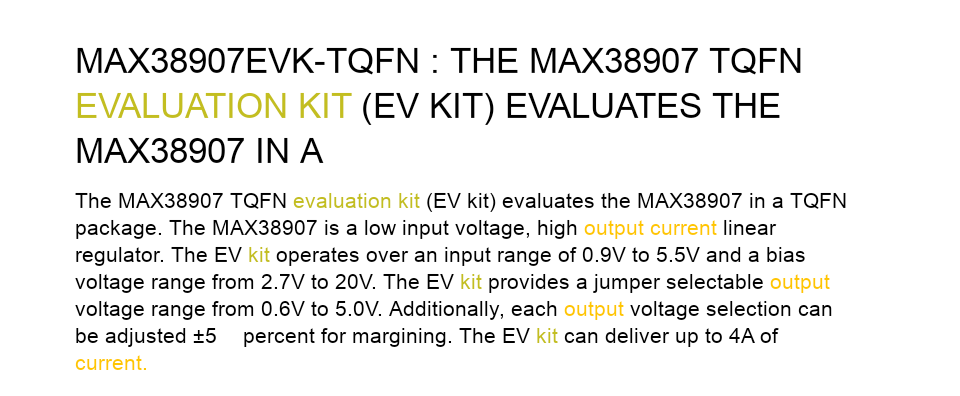 MAX38907EVK-TQFN : THE MAX38907 TQFN
EVALUATION KIT (EV KIT) EVALUATES THE
MAX38907 IN A
The MAX38907 TQFN evaluation kit (EV kit) evaluates the MAX38907 in a TQFN
package. The MAX38907 is a low input voltage, high output current linear
regulator. The EV kit operates over an input range of 0.9V to 5.5V and a bias
voltage range from 2.7V to 20V. The EV kit provides a jumper selectable output
voltage range from 0.6V to 5.0V. Additionally, each output voltage selection can
be adjusted ±5 percent for margining. The EV kit can deliver up to 4A of
current.